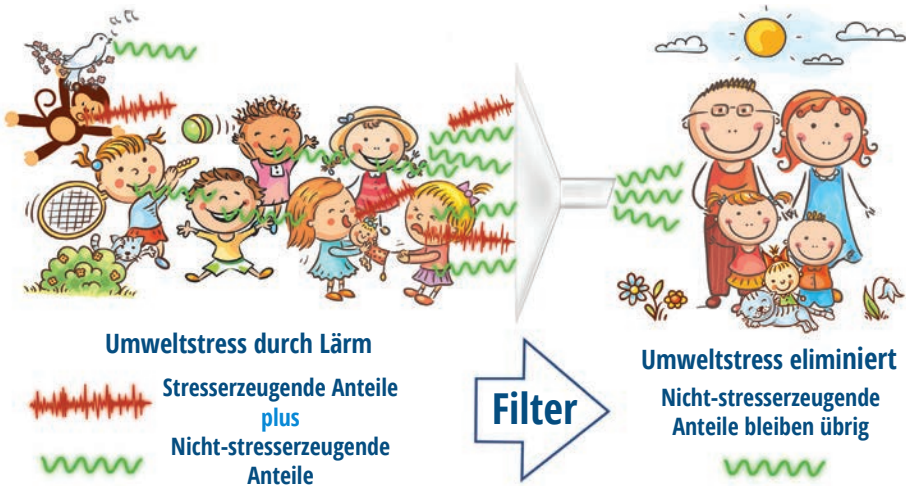 Umweltstress durch Lärm
Stresserzeugende Anteile
plus
Nicht-stresserzeugende
Anteile
Filter
Umweltstress eliminiert
Nicht-stresserzeugende
Anteile bleiben übrig